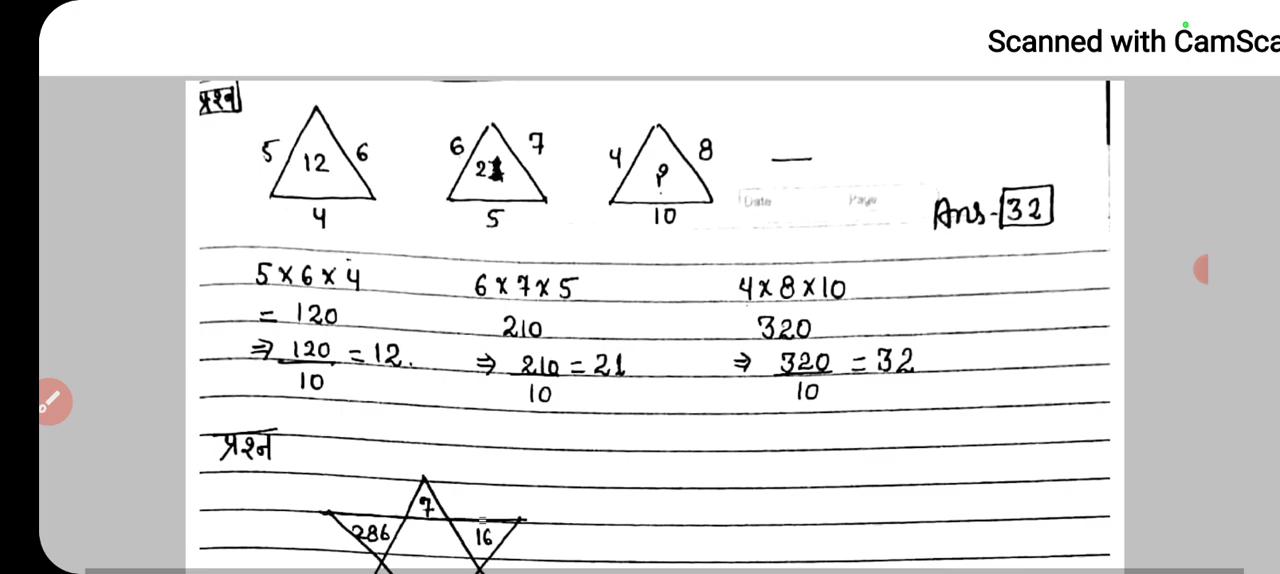 Scanned with CamSca
प्रश्न
5 12 6 6 21 7 4 ? 8 —
4 5 10
Date Page
Ans - 32
5 × 6 × 4 6 × 7 × 5 4 × 8 × 10
= 120 210 320
⇒ 120/10 = 12. ⇒ 210/10 = 21 ⇒ 320/10 = 32
प्रश्न
7
286 16